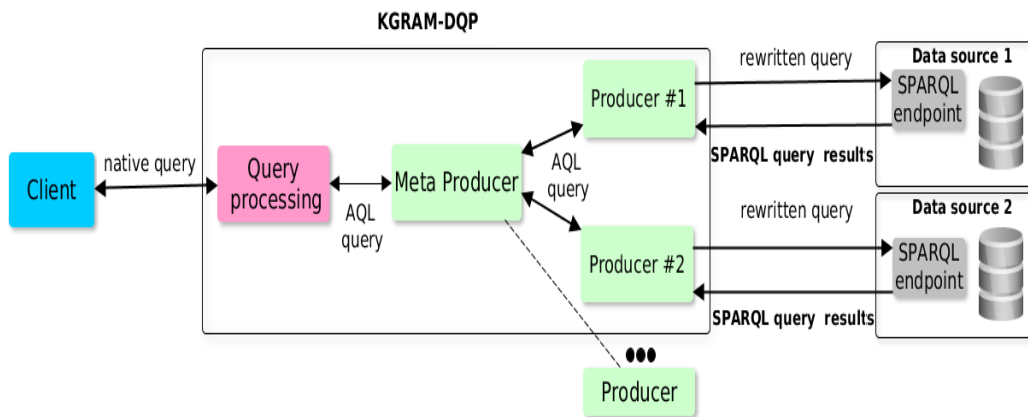 KGRAM-DQP
Client
native query
Query
processing
AQL
query
Meta Producer
AQL
query
Producer #1
Producer #2
Producer
rewritten query
SPARQL query results
Data source 1
SPARQL
endpoint
rewritten query
SPARQL query results
Data source 2
SPARQL
endpoint